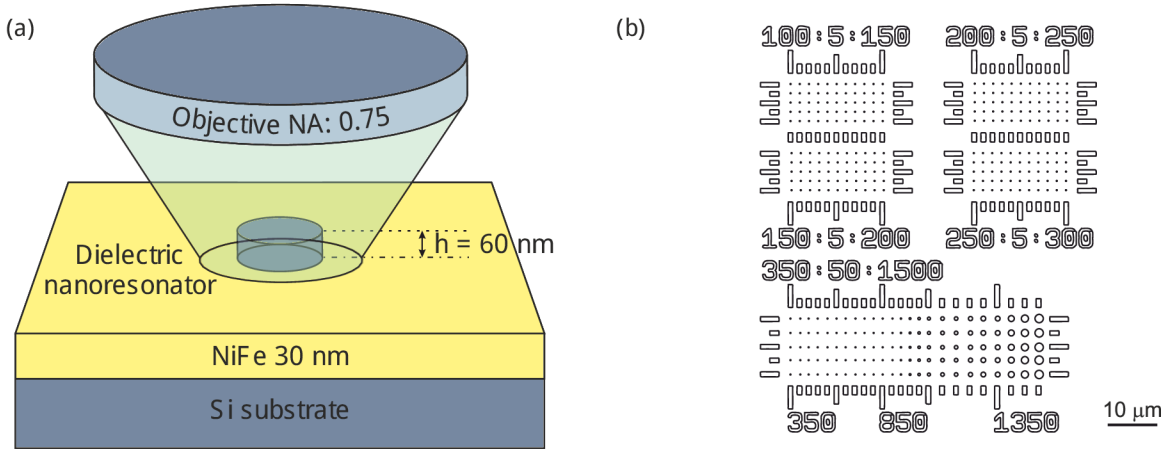 (a)
Objective NA: 0.75
Dielectric
nanoresonator
h = 60 nm
NiFe 30 nm
Si substrate
(b)
100:5:150
200:5:250
150:5:200
250:5:300
350:50:1500
350
850
1350
10 μm